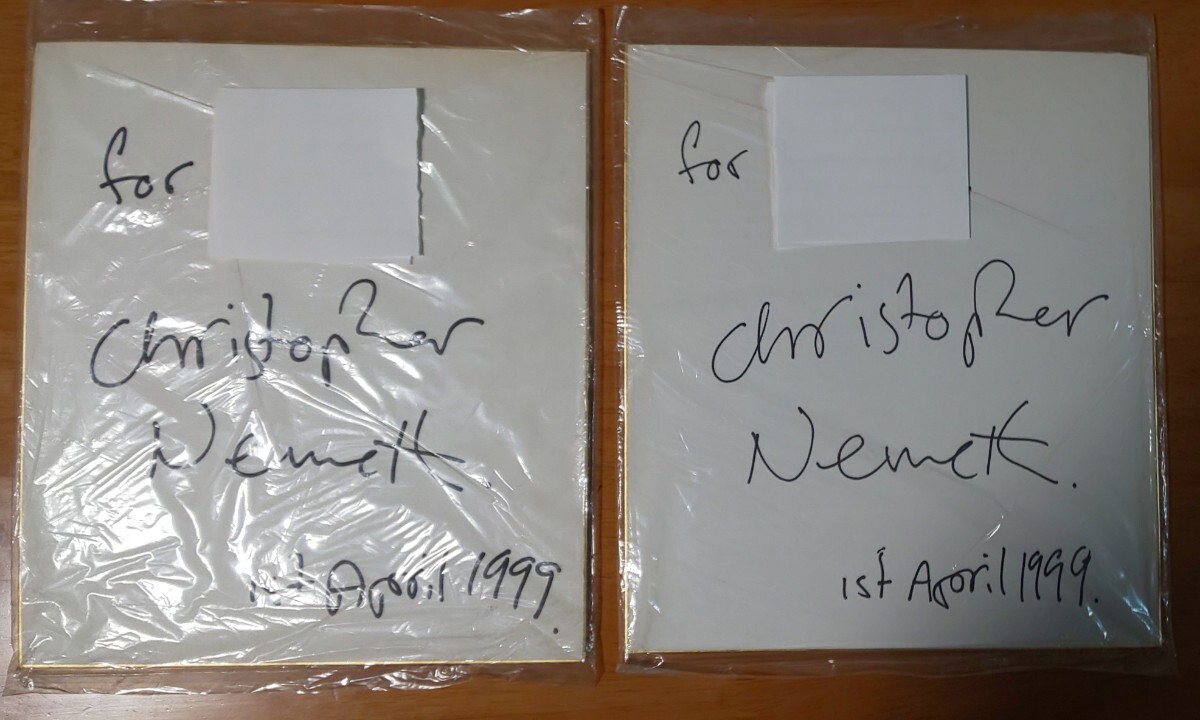 for
Christopher
Nemeth
1st April 1999.
for
Christopher
Nemeth.
1st April 1999.